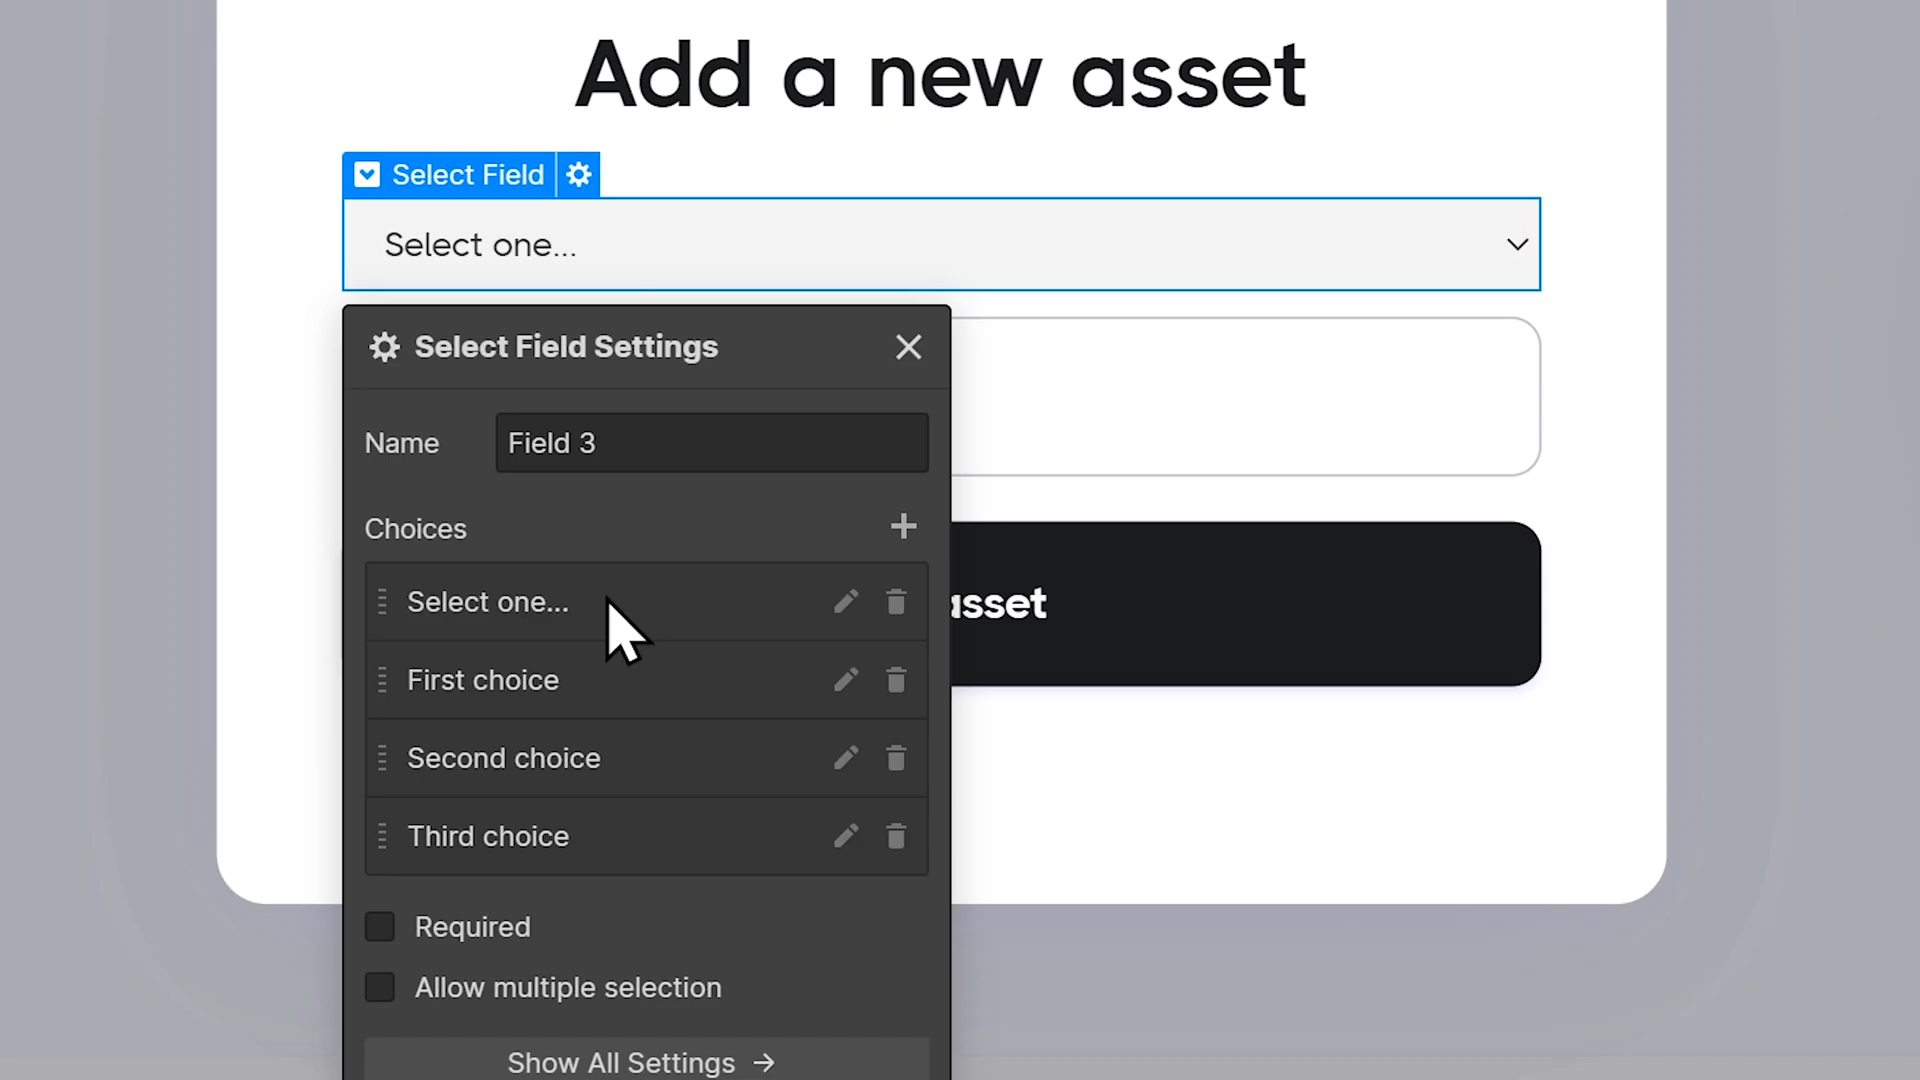 Add a new asset
Select Field
Select one...
Select Field Settings
Name
Field 3
Choices
Select one...
asset
First choice
Second choice
Third choice
Required
Allow multiple selection
Show All Settings →